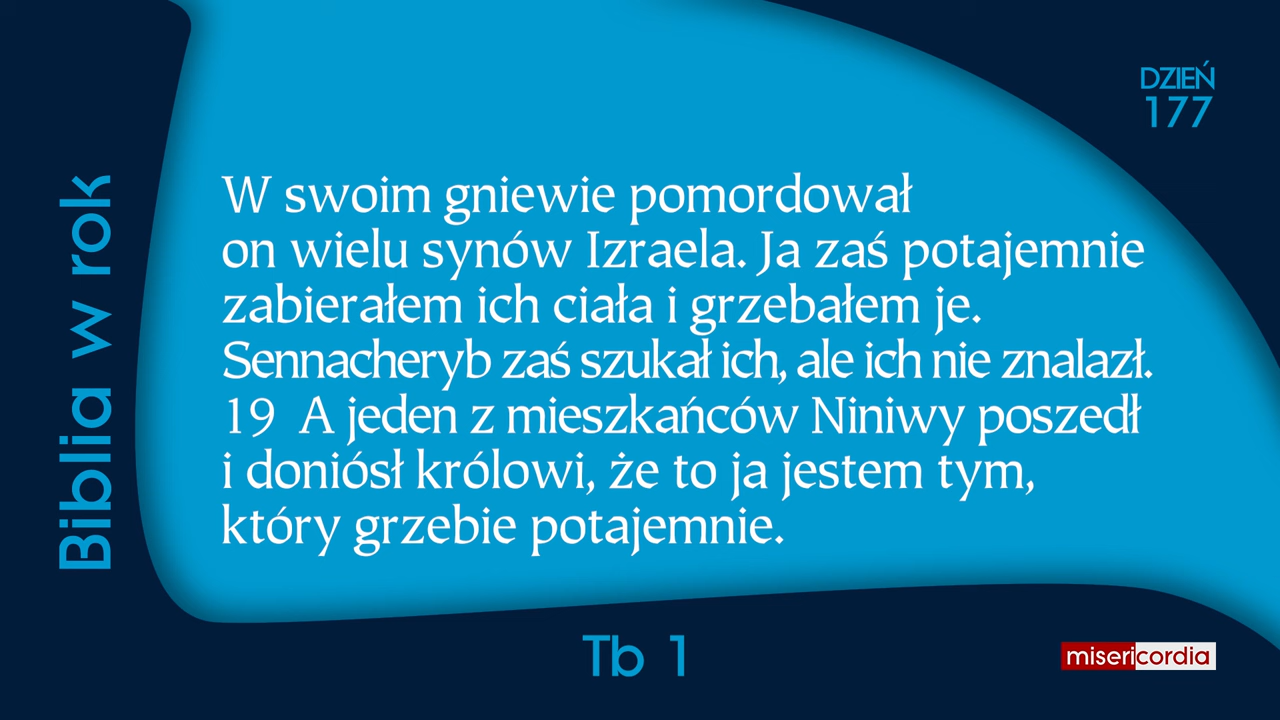 DZIEŃ
177
Biblia w rok
W swoim gniewie pomordował
on wielu synów Izraela. Ja zaś potajemnie
zabierałem ich ciała i grzebałem je.
Sennacheryb zaś szukał ich, ale ich nie znalazł.
19 A jeden z mieszkańców Niniwy poszedł
i doniósł królowi, że to ja jestem tym,
który grzebie potajemnie.
Tb 1
misericordia